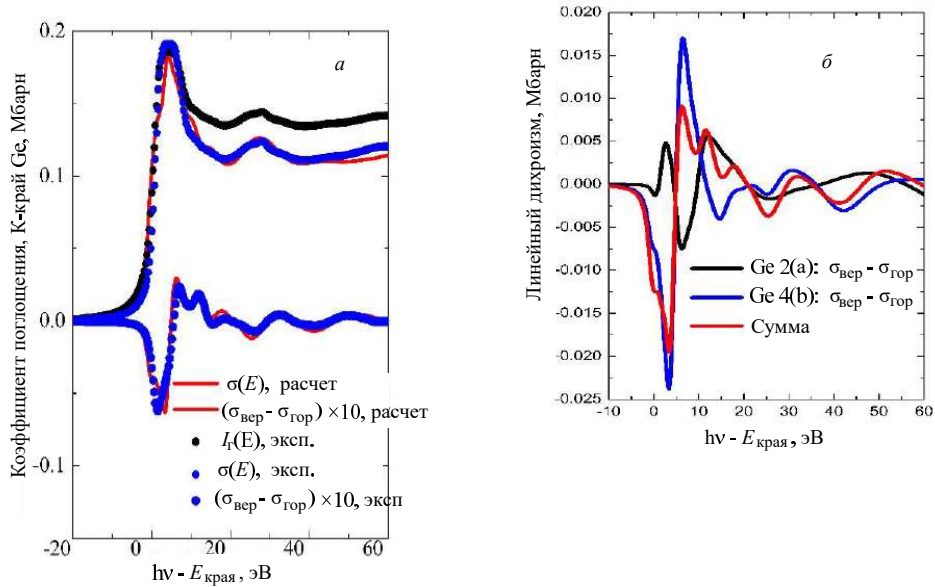 Коэффициент поглощения, К-край Ge, Мбарн
0.2
0.1
0.0
-0.1
-20
0
20
40
60
а
σ(E), расчет
(σвер - σгор) ×10, расчет
IГ(E), эксп.
σ(E), эксп.
(σвер - σгор) ×10, эксп
hν - Eкрая , эВ
Линейный дихроизм, Мбарн
0.020
0.015
0.010
0.005
0.000
-0.005
-0.010
-0.015
-0.020
-0.025
-10
0
10
20
30
40
50
60
б
Ge 2(a): σвер - σгор
Ge 4(b): σвер - σгор
Сумма
hν - Eкрая , эВ